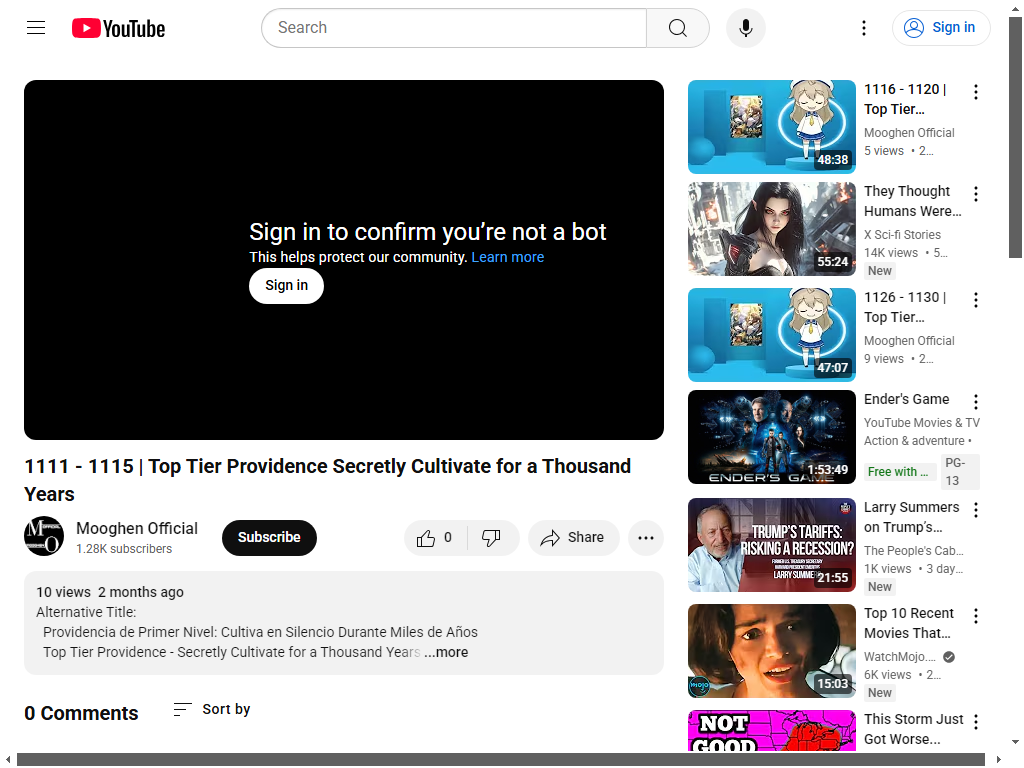 YouTube
Search
Sign in
Sign in to confirm you’re not a bot
This helps protect our community. Learn more
Sign in
1111 - 1115 | Top Tier Providence Secretly Cultivate for a Thousand
Years
Mooghen Official
1.28K subscribers
Subscribe
0
Share
10 views 2 months ago
Alternative Title:
Providencia de Primer Nivel: Cultiva en Silencio Durante Miles de Años
Top Tier Providence - Secretly Cultivate for a Thousand Years ...more
0 Comments
Sort by
48:38
1116 - 1120 |
Top Tier…
Mooghen Official
5 views • 2…
55:24
They Thought
Humans Were…
X Sci-fi Stories
14K views • 5…
New
47:07
1126 - 1130 |
Top Tier…
Mooghen Official
9 views • 2…
ENDER'S GAME
1:53:49
Ender's Game
YouTube Movies & TV
Action & adventure •
Free with …
PG-
13
TRUMP'S TARIFFS:
RISKING A RECESSION?
LARRY SUMME
21:55
Larry Summers
on Trump’s…
The People's Cab…
1K views • 3 day…
New
mojo
15:03
Top 10 Recent
Movies That…
WatchMojo.…
6K views • 2…
New
NOT
GOOD
This Storm Just
Got Worse…